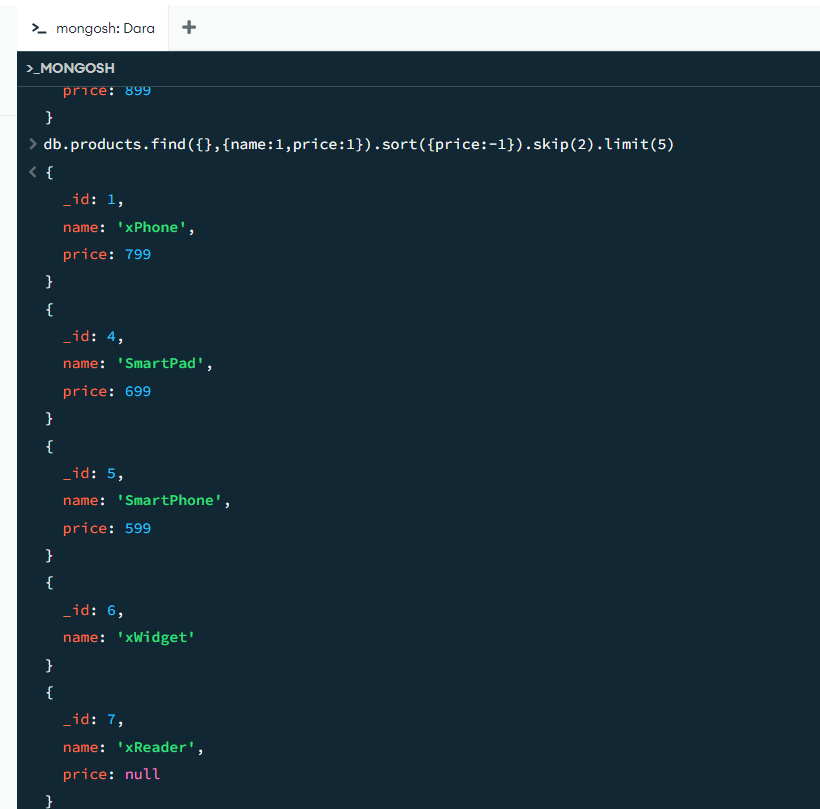 >_ mongosh: Dara +
>_MONGOSH
price: 899
}
> db.products.find({},{name:1,price:1}).sort({price:-1}).skip(2).limit(5)
< {
_id: 1,
name: 'xPhone',
price: 799
}
{
_id: 4,
name: 'SmartPad',
price: 699
}
{
_id: 5,
name: 'SmartPhone',
price: 599
}
{
_id: 6,
name: 'xWidget'
}
{
_id: 7,
name: 'xReader',
price: null
}